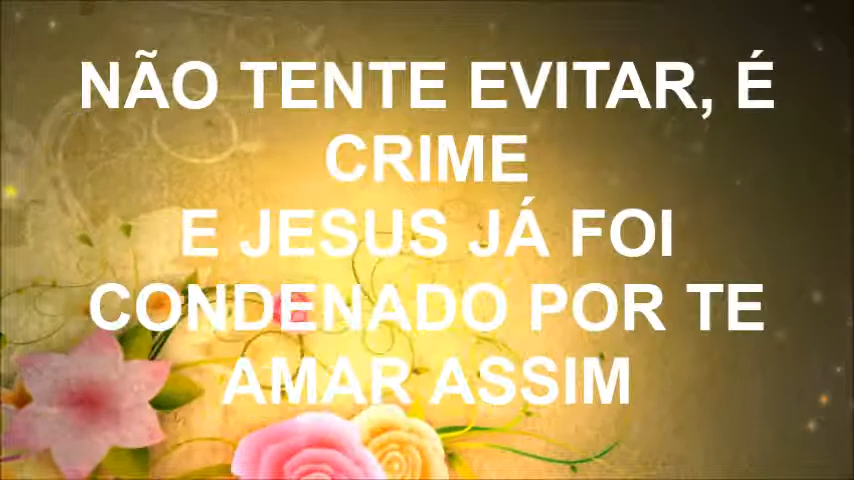 NÃO TENTE EVITAR, É
CRIME
E JESUS JÁ FOI
CONDENADO POR TE
AMAR ASSIM